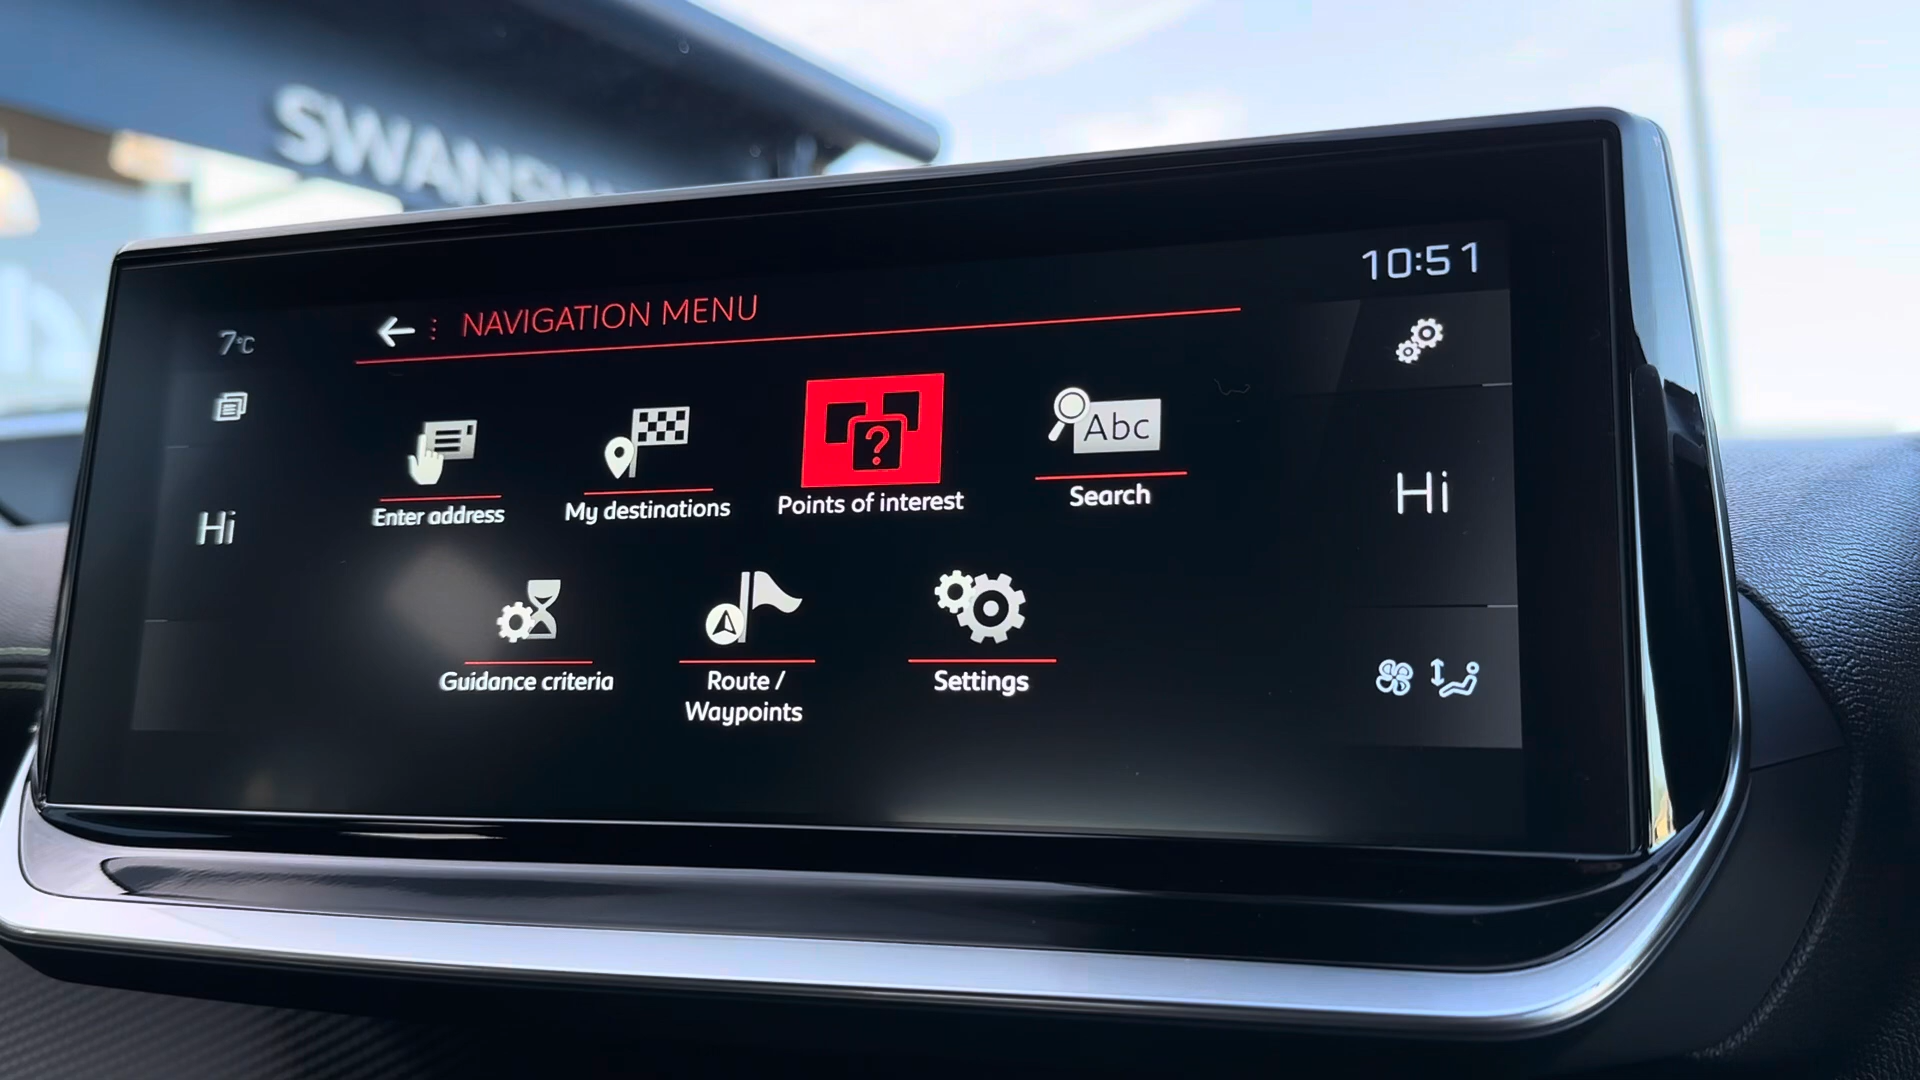 10:51
7°C
NAVIGATION MENU
Abc
?
Enter address
My destinations
Points of interest
Search
Hi
Hi
Guidance criteria
Route /
Waypoints
Settings